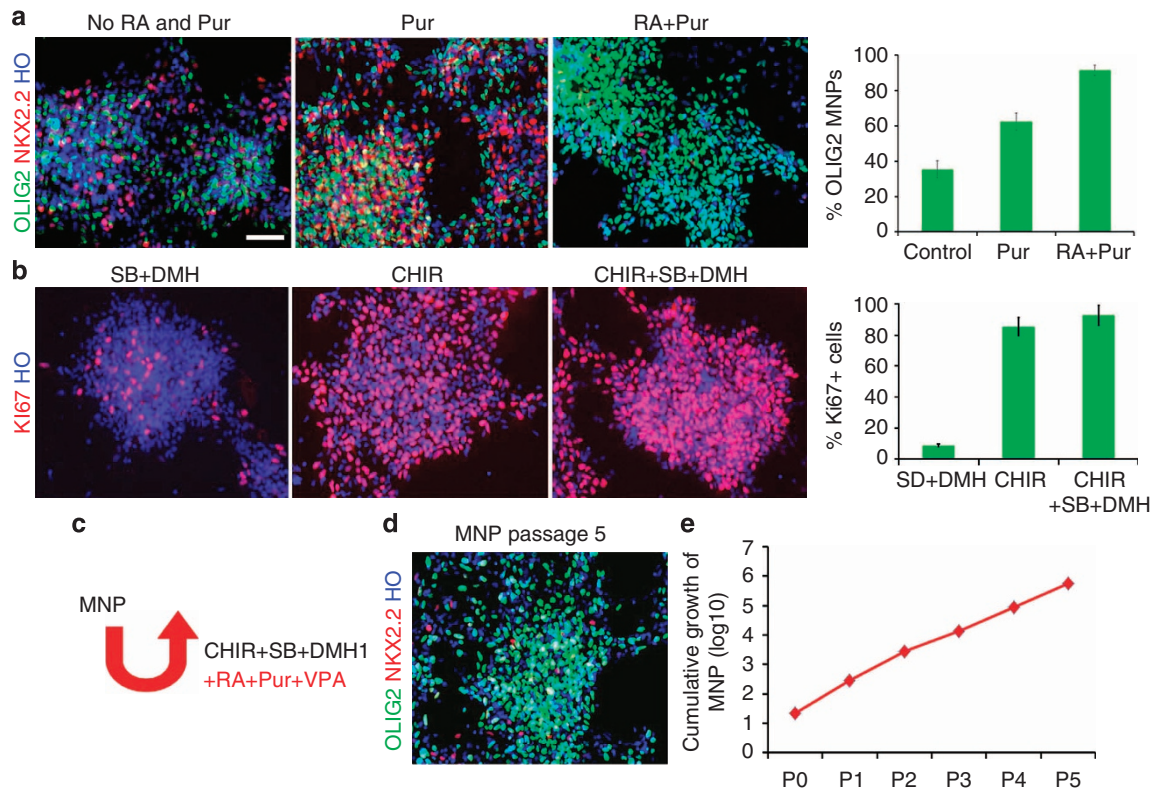 a
No RA and Pur
Pur
RA+Pur
OLIG2 NKX2.2 HO
% OLIG2 MNPs
100
80
60
40
20
0
Control
Pur
RA+Pur
b
SB+DMH
CHIR
CHIR+SB+DMH
KI67 HO
% Ki67+ cells
100
80
60
40
20
0
SD+DMH
CHIR
CHIR
+SB+DMH
c
MNP
CHIR+SB+DMH1
+RA+Pur+VPA
d
MNP passage 5
OLIG2 NKX2.2 HO
e
Cumulative growth of
MNP (log10)
7
6
5
4
3
2
1
0
P0
P1
P2
P3
P4
P5